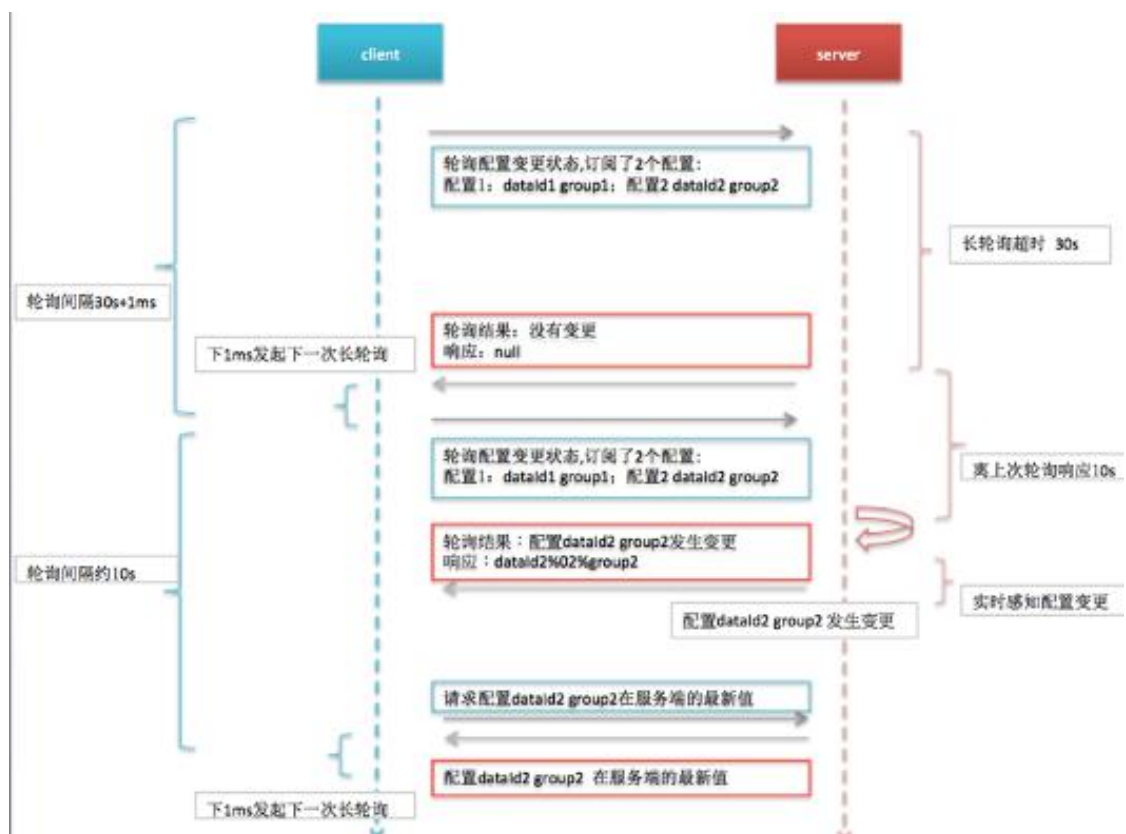 client
server
轮询配置变更状态,订阅了2个配置:
配置1：dataId1 group1；配置2 dataId2 group2
长轮询超时 30s
轮询间隔30s+1ms
轮询结果：没有变更
响应：null
下1ms发起下一次长轮询
轮询配置变更状态,订阅了2个配置:
配置1：dataId1 group1；配置2 dataId2 group2
离上次轮询响应10s
轮询结果：配置dataId2 group2发生变更
响应：dataId2%02%group2
轮询间隔约10s
实时感知配置变更
配置dataId2 group2 发生变更
请求配置dataId2 group2在服务端的最新值
配置dataId2 group2 在服务端的最新值
下1ms发起下一次长轮询